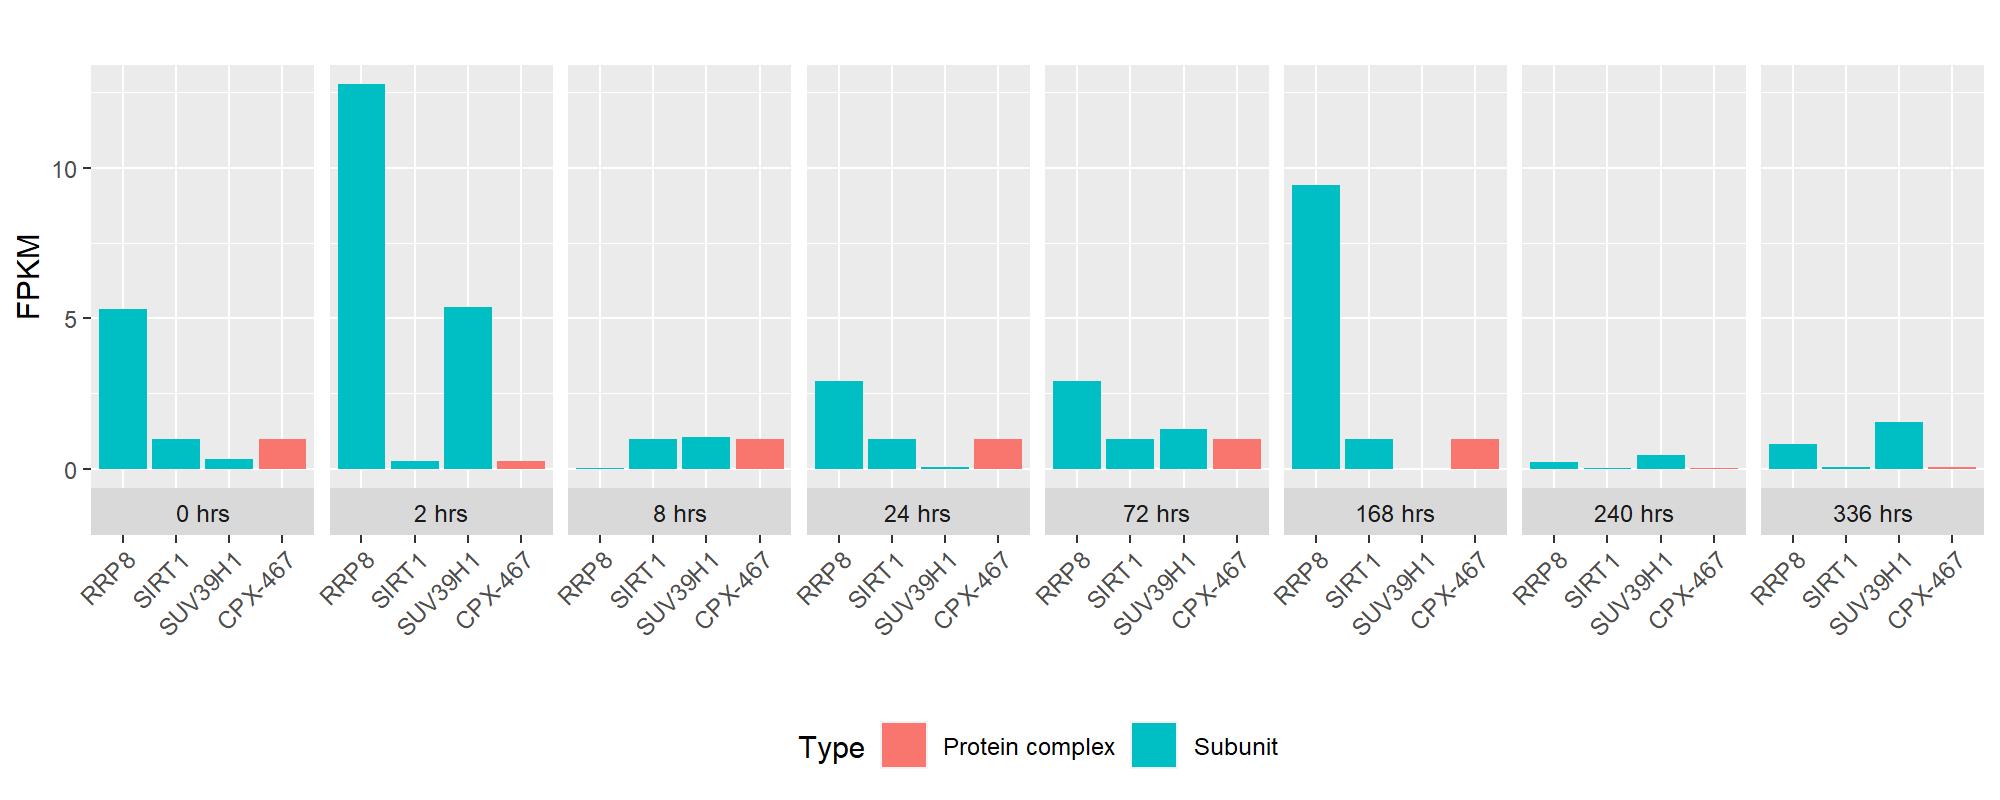 FPKM
10
5
0
0 hrs 2 hrs 8 hrs 24 hrs 72 hrs 168 hrs 240 hrs 336 hrs
RRP8 SIRT1 SUV39H1 CPX-467 RRP8 SIRT1 SUV39H1 CPX-467 RRP8 SIRT1 SUV39H1 CPX-467 RRP8 SIRT1 SUV39H1 CPX-467 RRP8 SIRT1 SUV39H1 CPX-467 RRP8 SIRT1 SUV39H1 CPX-467 RRP8 SIRT1 SUV39H1 CPX-467 RRP8 SIRT1 SUV39H1 CPX-467
Type Protein complex Subunit